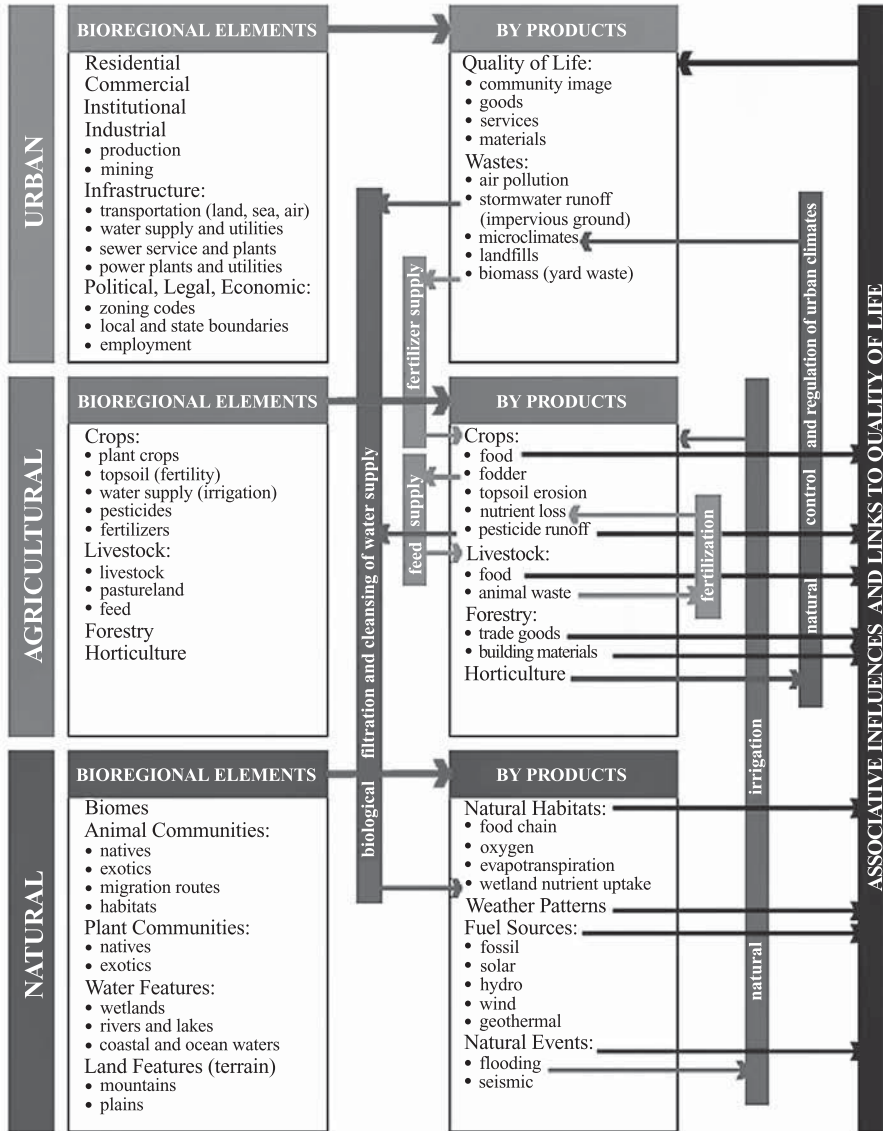 URBAN
BIOREGIONAL ELEMENTS
Residential
Commercial
Institutional
Industrial
• production
• mining
Infrastructure:
• transportation (land, sea, air)
• water supply and utilities
• sewer service and plants
• power plants and utilities
Political, Legal, Economic:
• zoning codes
• local and state boundaries
• employment
BY PRODUCTS
Quality of Life:
• community image
• goods
• services
• materials
Wastes:
• air pollution
• stormwater runoff
(impervious ground)
• microclimates
• landfills
• biomass (yard waste)
AGRICULTURAL
BIOREGIONAL ELEMENTS
Crops:
• plant crops
• topsoil (fertility)
• water supply (irrigation)
• pesticides
• fertilizers
Livestock:
• livestock
• pastureland
• feed
Forestry
Horticulture
BY PRODUCTS
Crops:
• food
• fodder
• topsoil erosion
• nutrient loss
• pesticide runoff
Livestock:
• food
• animal waste
Forestry:
• trade goods
• building materials
Horticulture
NATURAL
BIOREGIONAL ELEMENTS
Biomes
Animal Communities:
• natives
• exotics
• migration routes
• habitats
Plant Communities:
• natives
• exotics
Water Features:
• wetlands
• rivers and lakes
• coastal and ocean waters
Land Features (terrain)
• mountains
• plains
BY PRODUCTS
Natural Habitats:
• food chain
• oxygen
• evapotranspiration
• wetland nutrient uptake
Weather Patterns
Fuel Sources:
• fossil
• solar
• hydro
• wind
• geothermal
Natural Events:
• flooding
• seismic
biological filtration and cleansing of water supply
fertilizer supply
feed supply
fertilization
natural irrigation
natural control and regulation of urban climates
ASSOCIATIVE INFLUENCES AND LINKS TO QUALITY OF LIFE